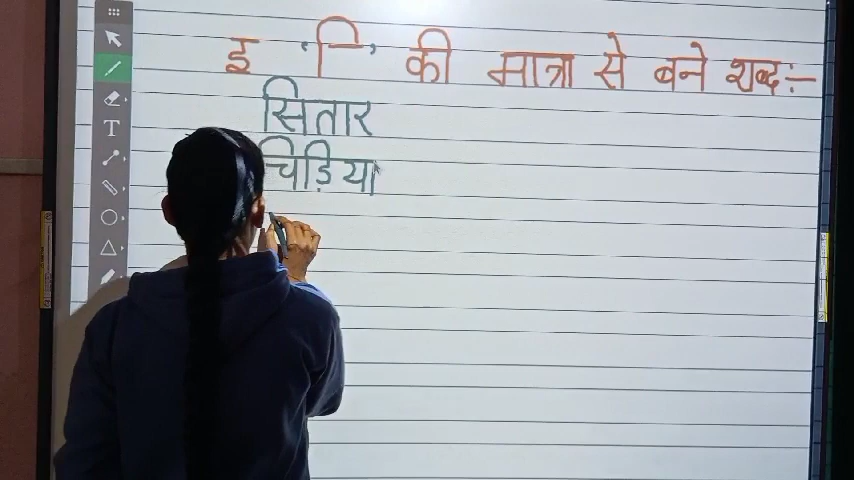 इ 'ि' की मात्रा से बने शब्द:-
सितार
चिड़िया
T